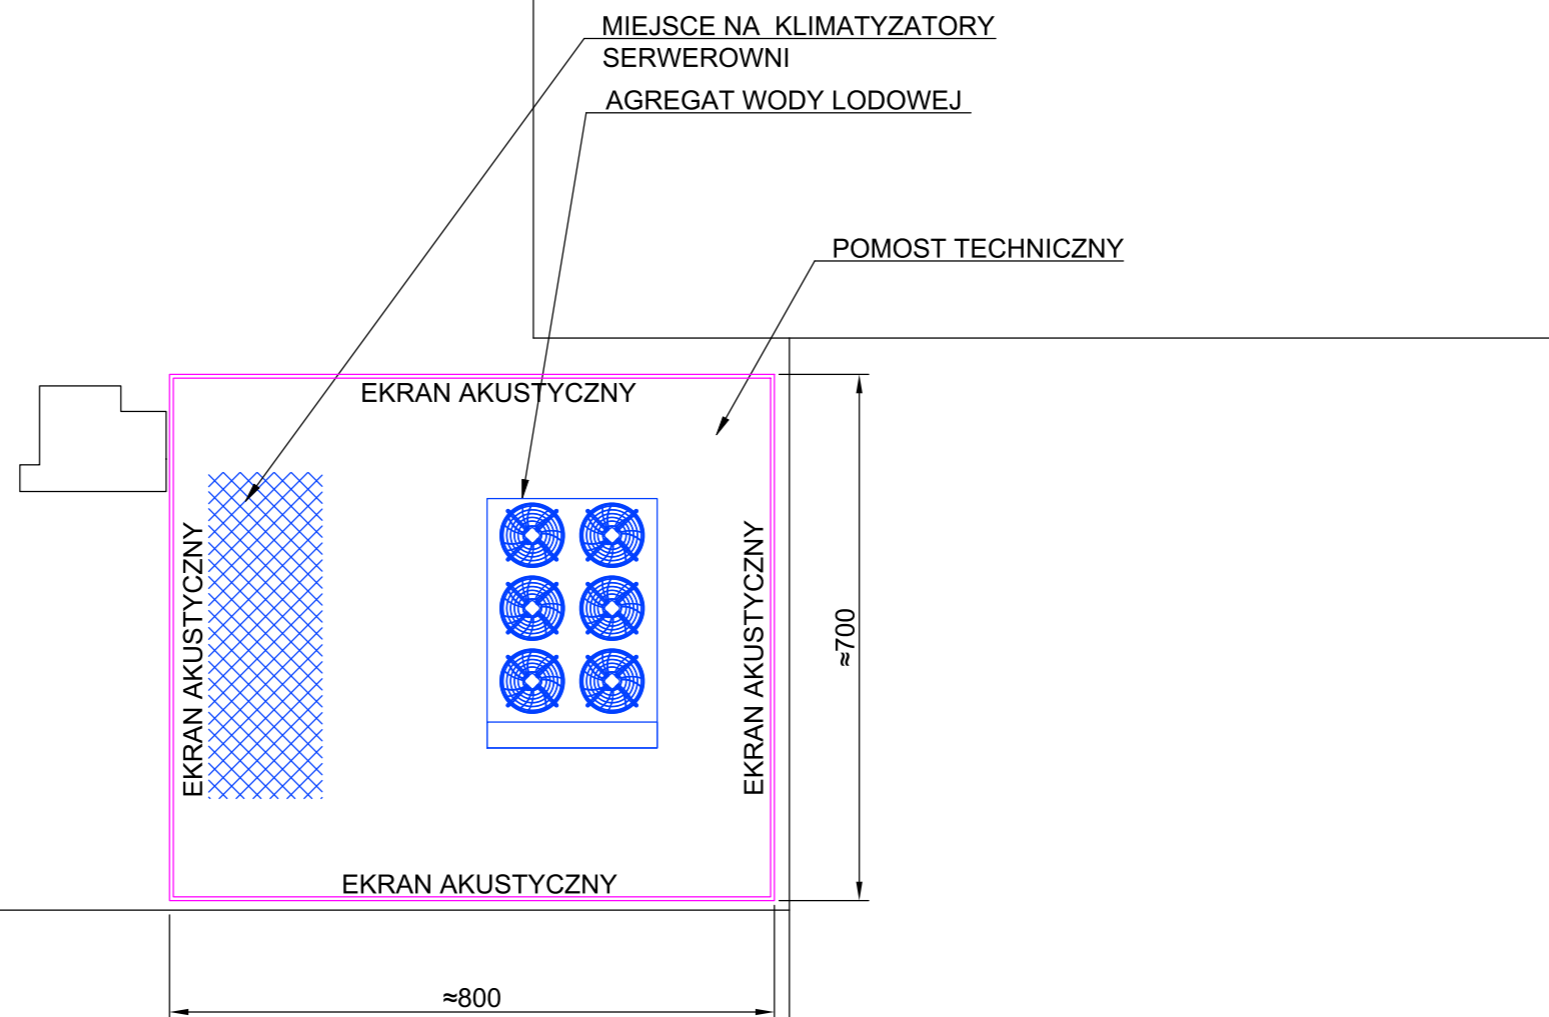 MIEJSCE NA KLIMATYZATORY
SERWEROWNI
AGREGAT WODY LODOWEJ
POMOST TECHNICZNY
EKRAN AKUSTYCZNY
EKRAN AKUSTYCZNY
EKRAN AKUSTYCZNY
≈700
EKRAN AKUSTYCZNY
≈800